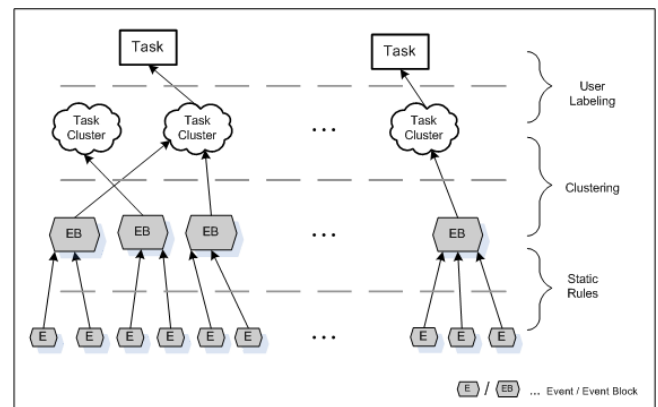 Task
Task
User
Labeling
Task
Cluster
Task
Cluster
...
Task
Cluster
Clustering
EB
EB
EB
...
EB
Static
Rules
E
E
E
E
E
E
...
E
E
E
E / EB ... Event / Event Block